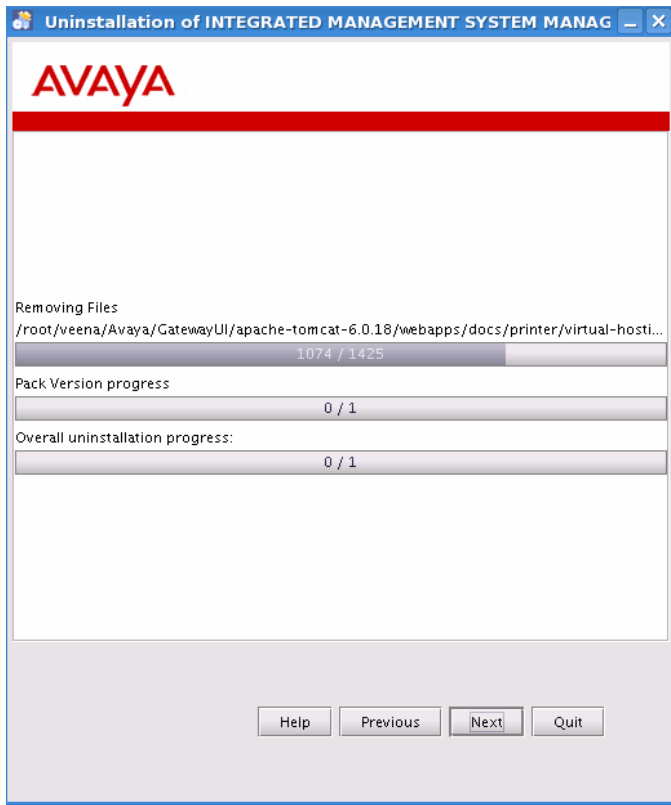 Uninstallation of INTEGRATED MANAGEMENT SYSTEM MANAG
AVAYA
Removing Files
/root/veena/Avaya/GatewayUI/apache-tomcat-6.0.18/webapps/docs/printer/virtual-hosti...
1074 / 1425
Pack Version progress
0 / 1
Overall uninstallation progress:
0 / 1
Help Previous Next Quit